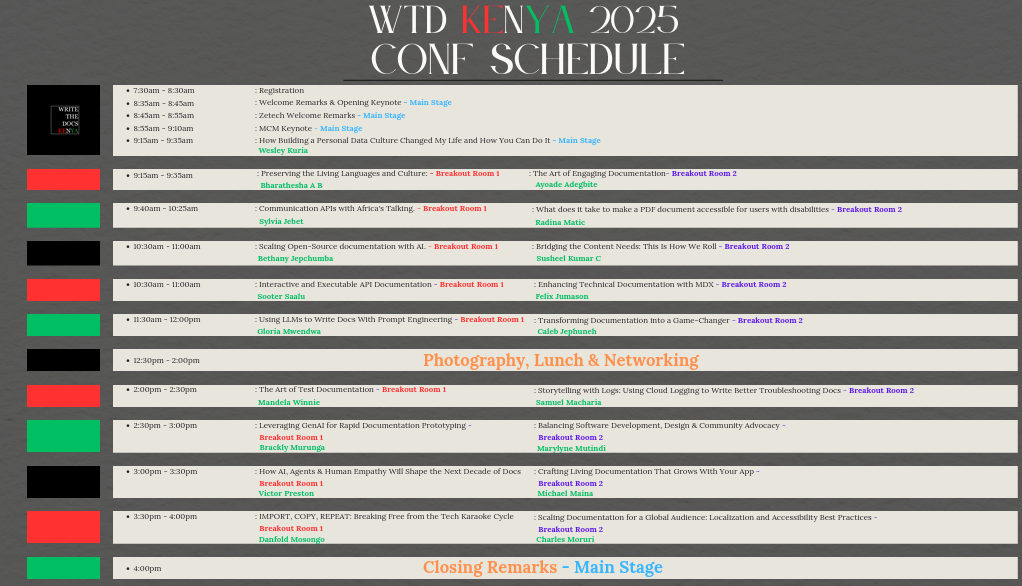 WTD KENYA 2025
CONF SCHEDULE
WRITE
THE
DOCS
KENYA
• 7:30am - 8:30am : Registration
• 8:35am - 8:45am : Welcome Remarks & Opening Keynote - Main Stage
• 8:45am - 8:55am : Zetech Welcome Remarks - Main Stage
• 8:55am - 9:10am : MCM Keynote - Main Stage
• 9:15am - 9:35am : How Building a Personal Data Culture Changed My Life and How You Can Do It - Main Stage
Wesley Kuria
• 9:15am - 9:35am : Preserving the Living Languages and Culture: - Breakout Room 1 : The Art of Engaging Documentation- Breakout Room 2
Bharathesha A B Ayoade Adegbite
• 9:40am - 10:25am : Communication APIs with Africa's Talking. - Breakout Room 1 : What does it take to make a PDF document accessible for users with disabilities - Breakout Room 2
Sylvia Jebet Radina Matic
• 10:30am - 11:00am : Scaling Open-Source documentation with AI. - Breakout Room 1 : Bridging the Content Needs: This Is How We Roll - Breakout Room 2
Bethany Jepchumba Susheel Kumar C
• 10:30am - 11:00am : Interactive and Executable API Documentation - Breakout Room 1 : Enhancing Technical Documentation with MDX - Breakout Room 2
Sooter Saalu Felix Jumason
• 11:30am - 12:00pm : Using LLMs to Write Docs With Prompt Engineering - Breakout Room 1 : Transforming Documentation into a Game-Changer - Breakout Room 2
Gloria Mwendwa Caleb Jephuneh
• 12:30pm - 2:00pm Photography, Lunch & Networking
• 2:00pm - 2:30pm : The Art of Test Documentation - Breakout Room 1 : Storytelling with Logs: Using Cloud Logging to Write Better Troubleshooting Docs - Breakout Room 2
Mandela Winnie Samuel Macharia
• 2:30pm - 3:00pm : Leveraging GenAI for Rapid Documentation Prototyping - : Balancing Software Development, Design & Community Advocacy -
Breakout Room 1 Breakout Room 2
Brackly Murunga Marylyne Mutindi
• 3:00pm - 3:30pm : How AI, Agents & Human Empathy Will Shape the Next Decade of Docs : Crafting Living Documentation That Grows With Your App -
Breakout Room 1 Breakout Room 2
Victor Preston Michael Maina
• 3:30pm - 4:00pm : IMPORT, COPY, REPEAT: Breaking Free from the Tech Karaoke Cycle : Scaling Documentation for a Global Audience: Localization and Accessibility Best Practices -
Breakout Room 1 Breakout Room 2
Danfold Mosongo Charles Moruri
• 4:00pm Closing Remarks - Main Stage